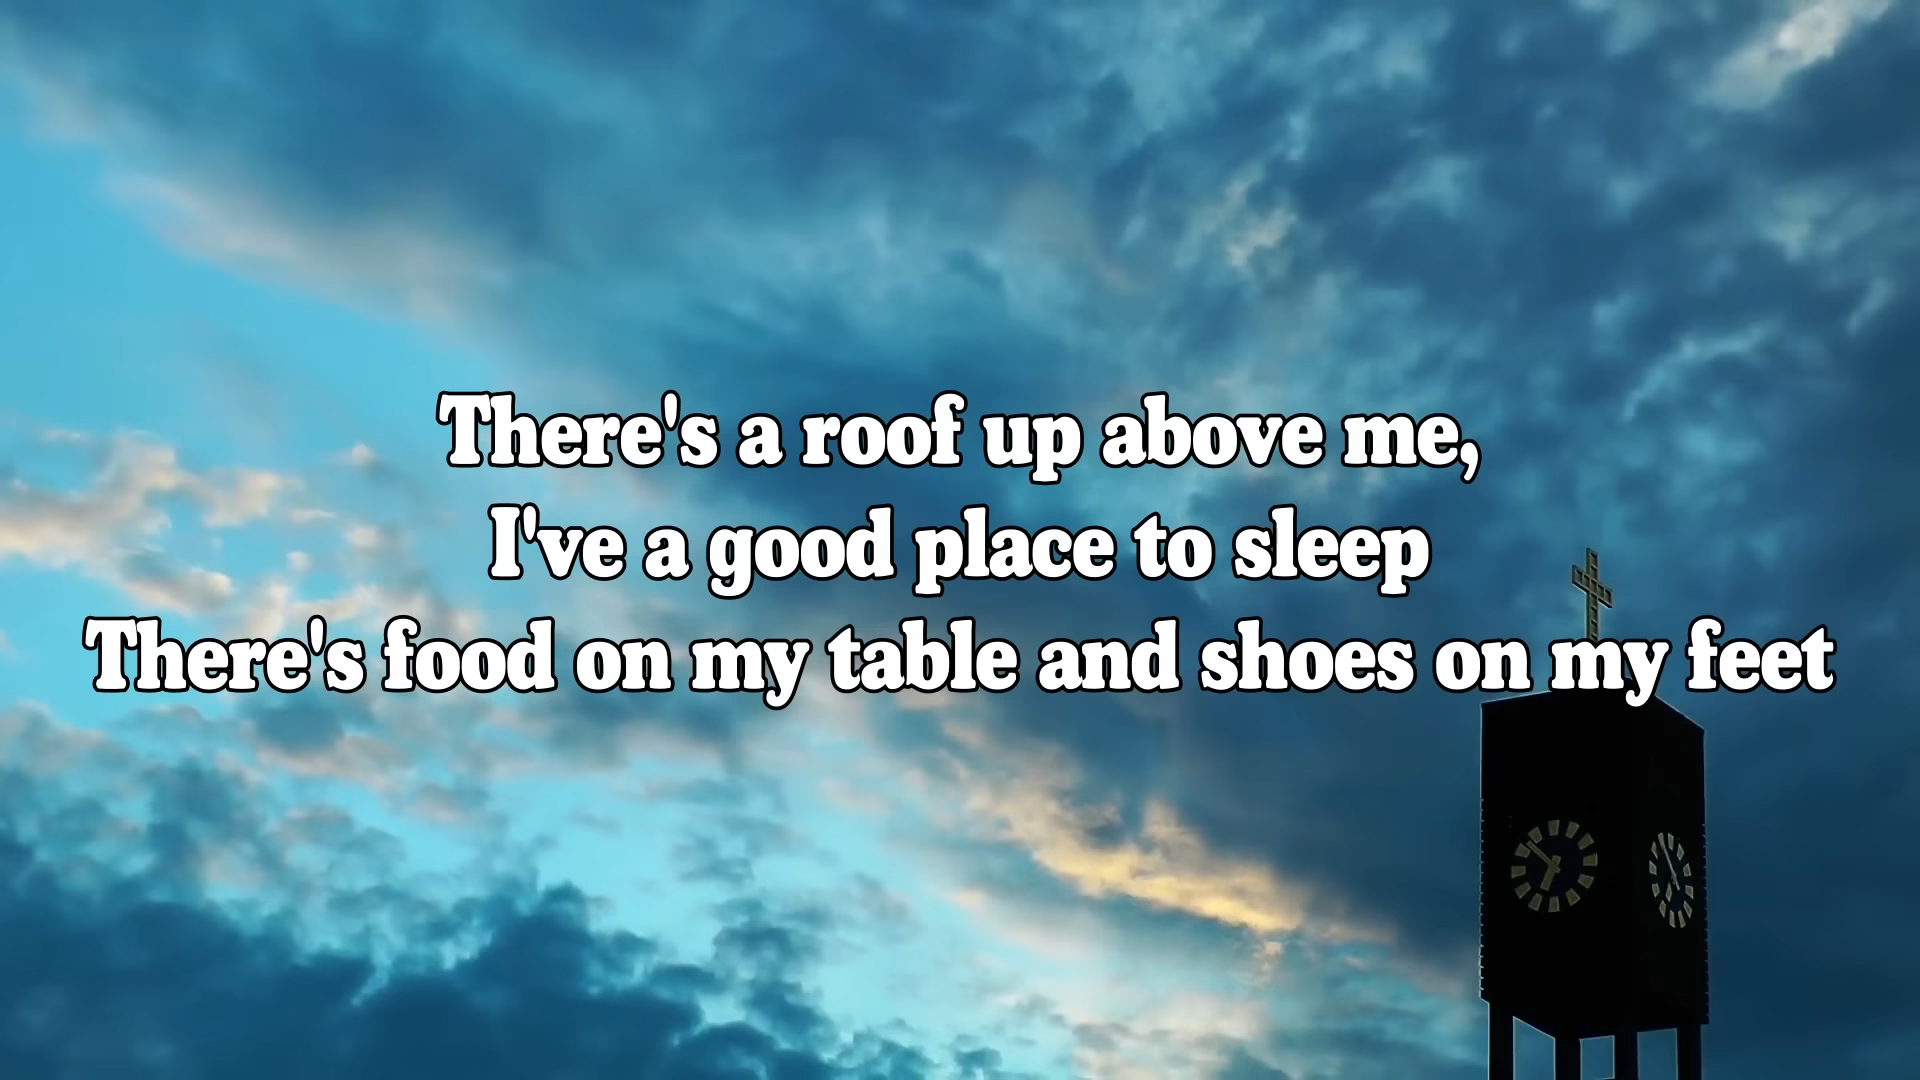 There's a roof up above me,
I've a good place to sleep
There's food on my table and shoes on my feet